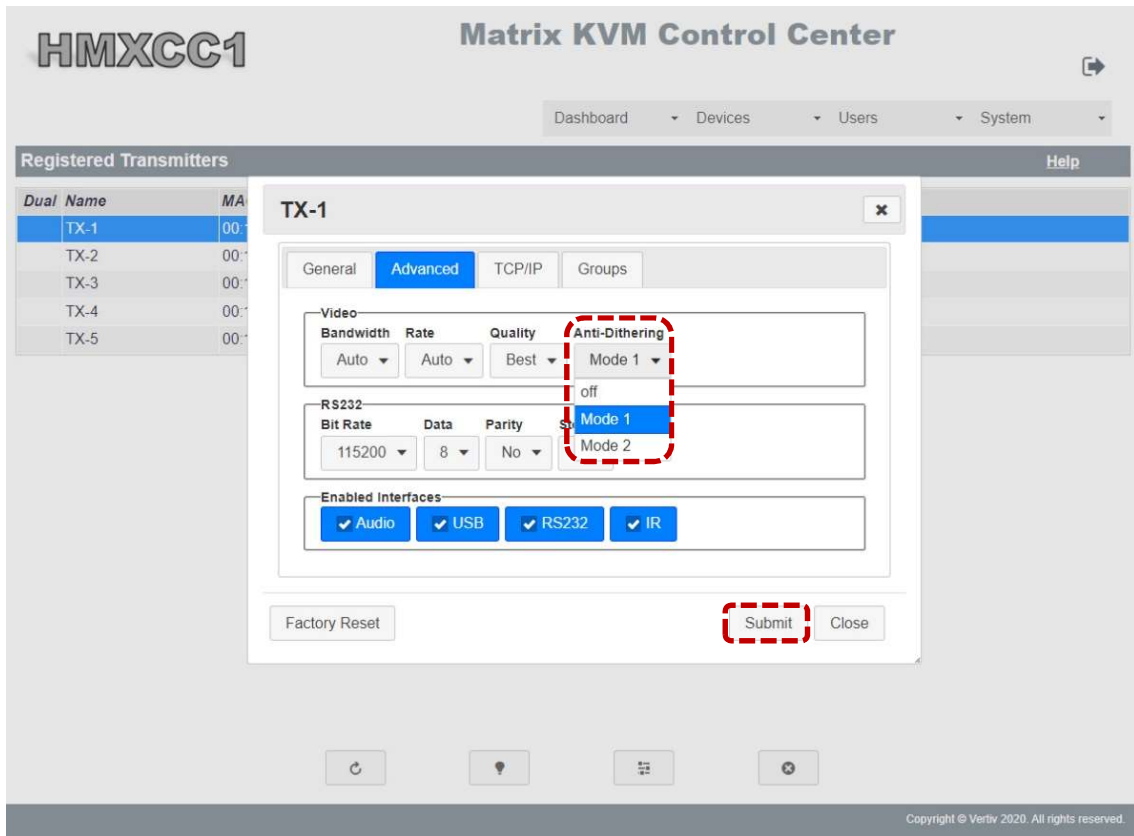 HMXCC1
Matrix KVM Control Center
Dashboard Devices Users System
Registered Transmitters Help
Dual Name MA
TX-1 00:
TX-2 00:
TX-3 00:
TX-4 00:
TX-5 00:
TX-1
General Advanced TCP/IP Groups
Video
Bandwidth Rate Quality Anti-Dithering
Auto Auto Best Mode 1
off
Mode 1
Mode 2
RS232
Bit Rate Data Parity
115200 8 No
Enabled Interfaces
Audio USB RS232 IR
Factory Reset Submit Close
Copyright © Vertiv 2020. All rights reserved.